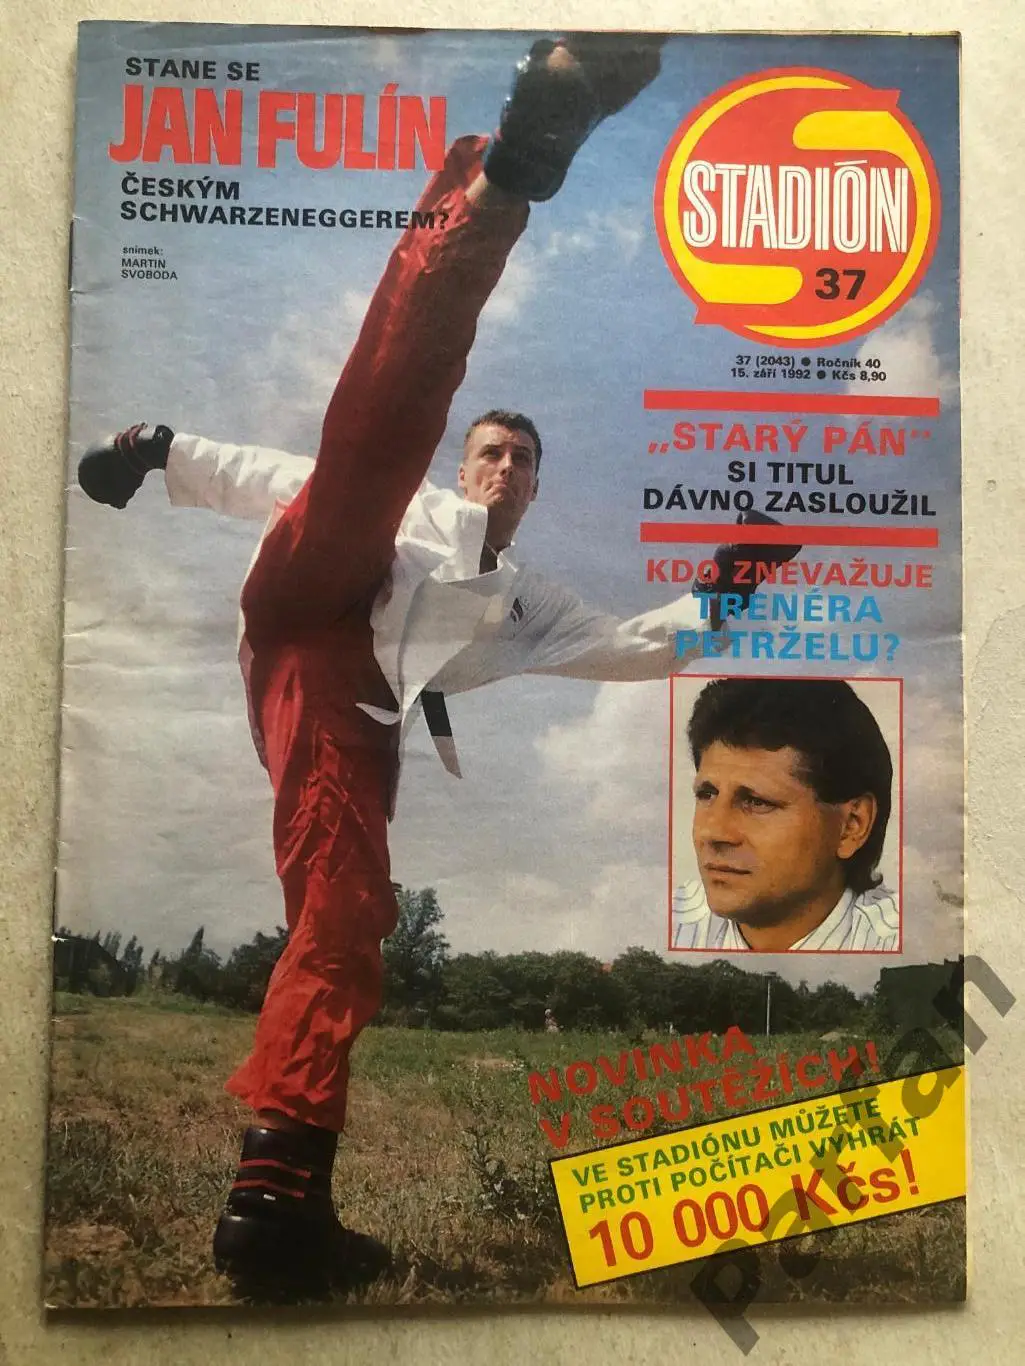 STANE SE
JAN FULÍN
ČESKÝM
SCHWARZENEGGEREM?
snímek:
MARTIN
SVOBODA
STADIÓN
37
37 (2043) ● Ročník 40
15. září 1992 ● Kčs 8,90
„STARÝ PÁN"
SI TITUL
DÁVNO ZASLOUŽIL
KDO ZNEVAŽUJE
TRENÉRA
PETRŽELU?
NOVINKA
V SOUTĚŽÍCH!
VE STADIÓNU MŮŽETE
PROTI POČÍTAČI VYHRÁT
10 000 Kčs!
Partfan